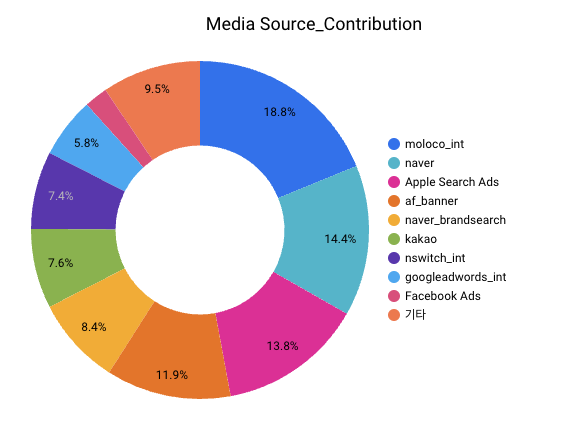 Media Source_Contribution
9.5%
18.8%
5.8%
7.4%
14.4%
7.6%
8.4%
13.8%
11.9%
moloco_int
naver
Apple Search Ads
af_banner
naver_brandsearch
kakao
nswitch_int
googleadwords_int
Facebook Ads
기타